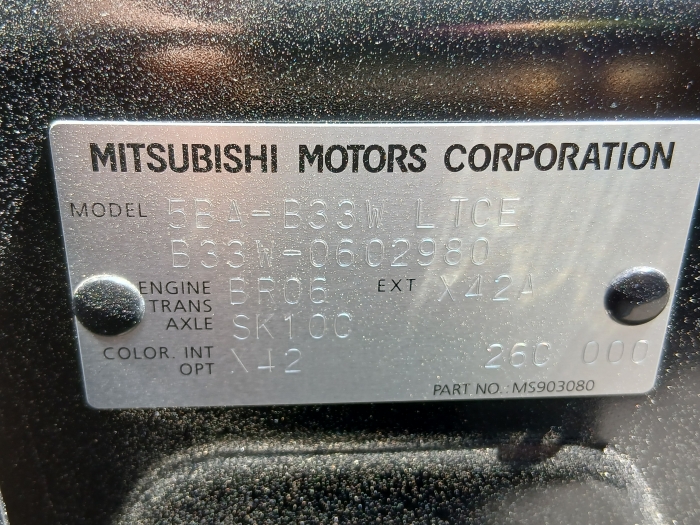 MITSUBISHI MOTORS CORPORATION
MODEL 5BA-B33W LTCE
B33W-0602980
ENGINE BR06 EXT X42A
TRANS
AXLE SK10C
COLOR. INT X42 26C 000
OPT
PART NO.: MS903080